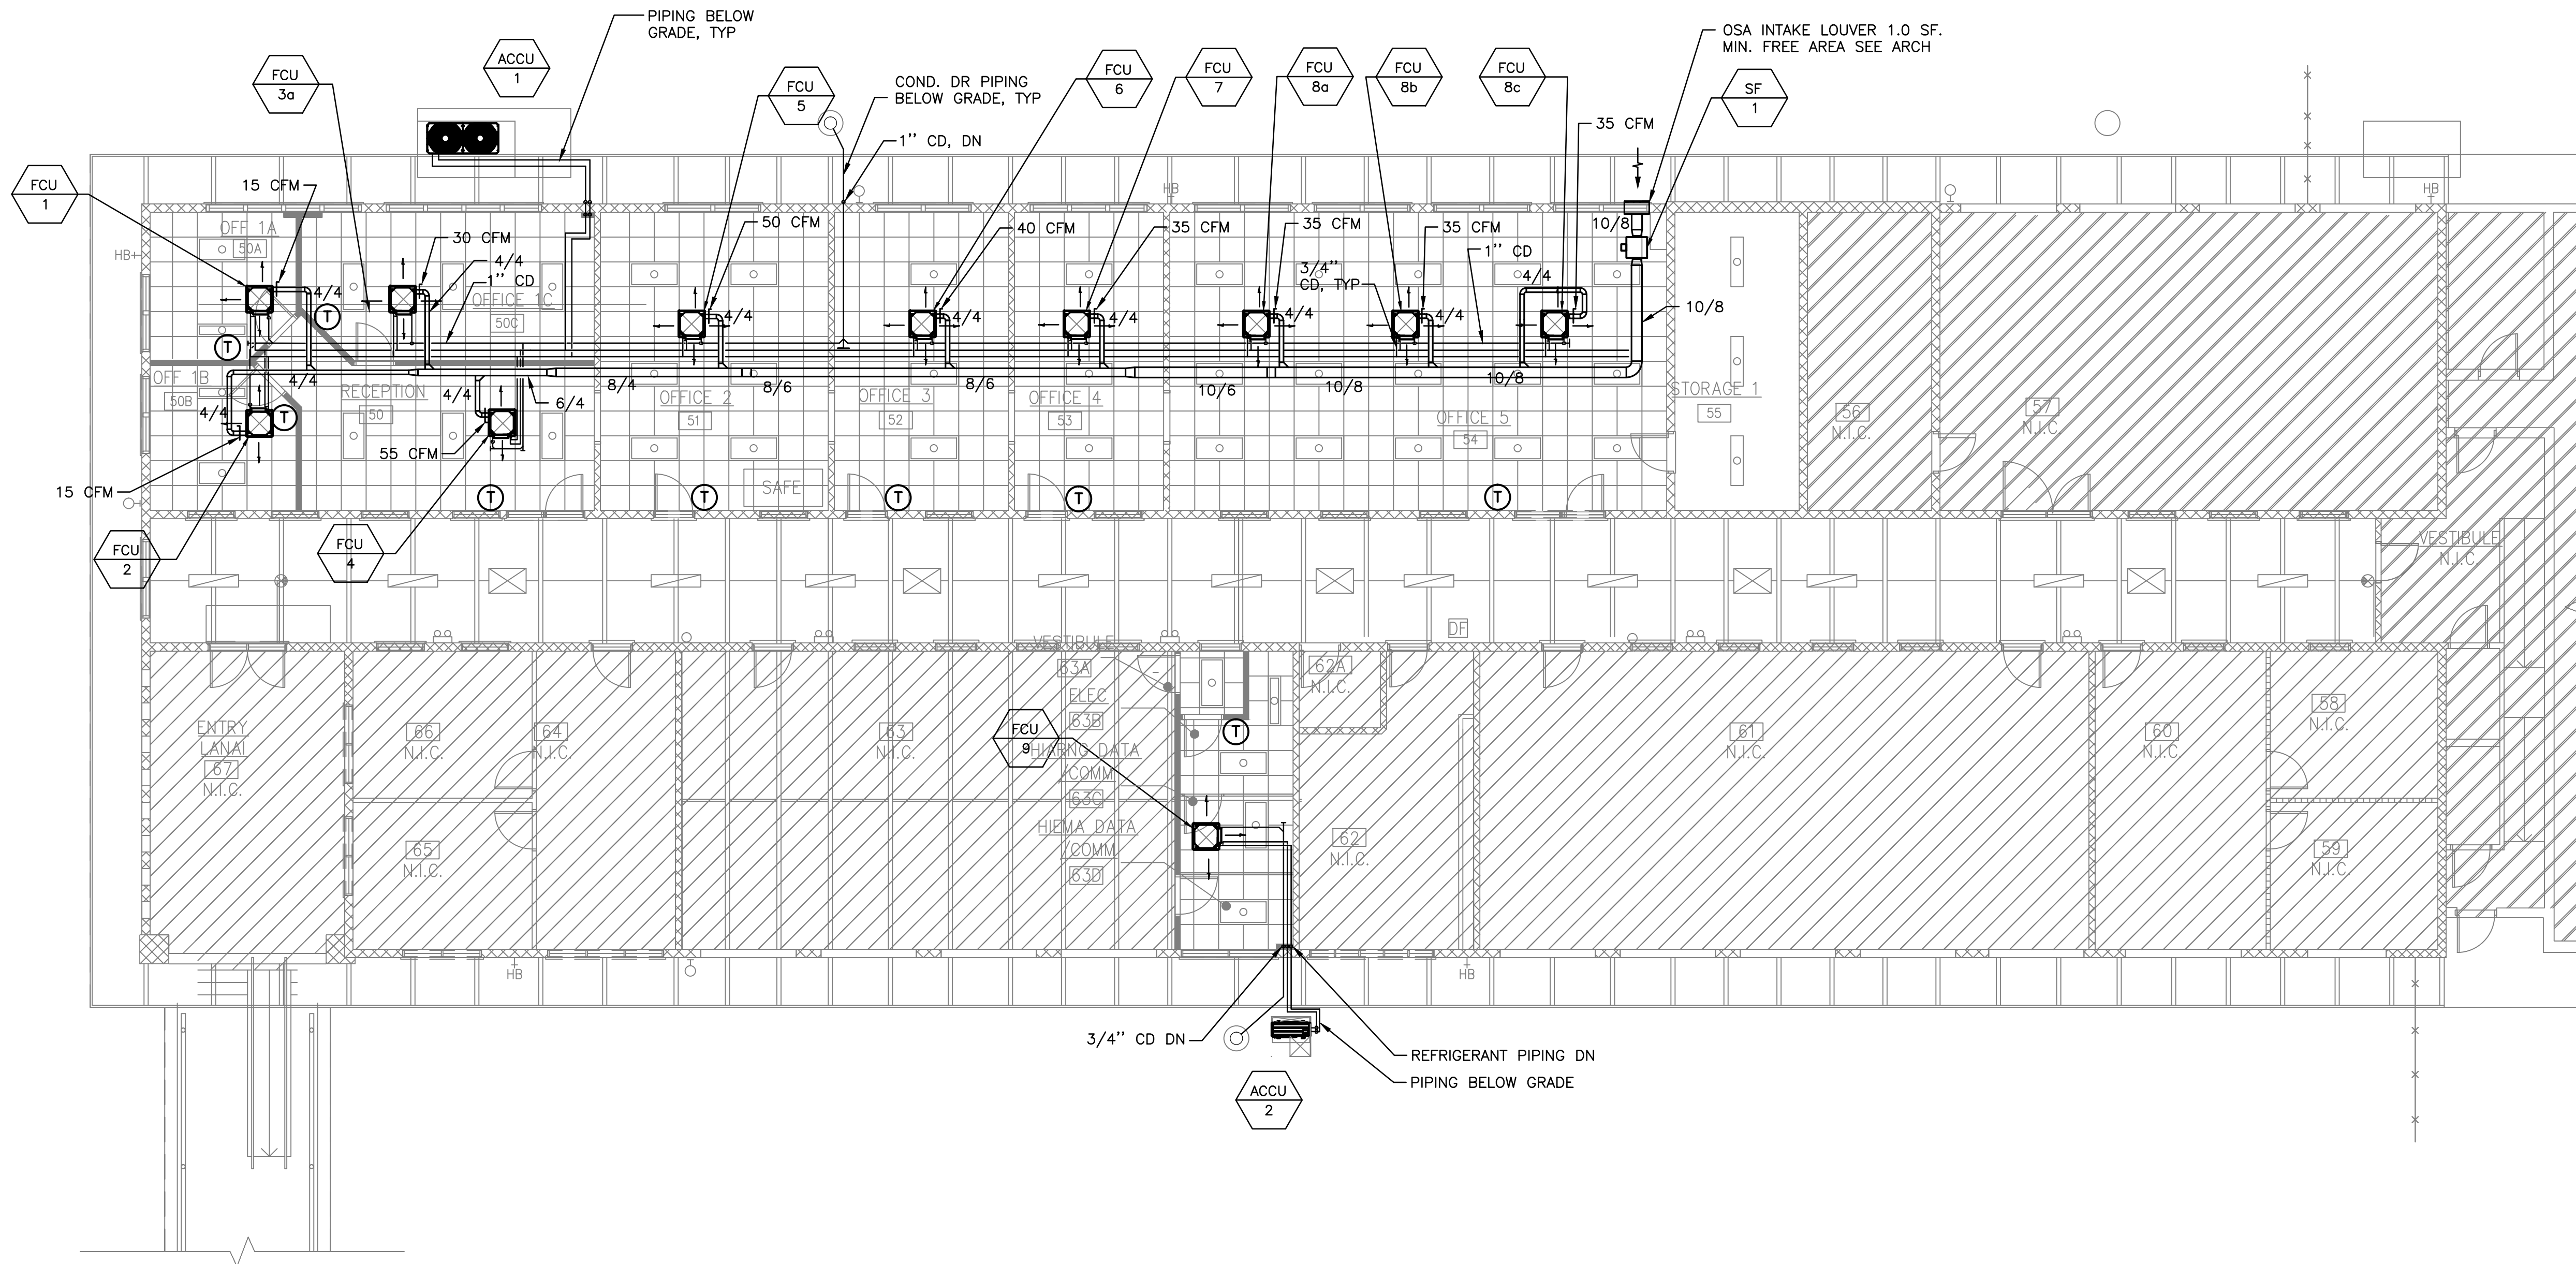 PIPING BELOW
GRADE, TYP
OSA INTAKE LOUVER 1.0 SF.
MIN. FREE AREA SEE ARCH
ACCU
1
FCU
3a
FCU
5
COND. DR PIPING
BELOW GRADE, TYP
FCU
6
FCU
7
FCU
8a
FCU
8b
FCU
8c
SF
1
35 CFM
1'' CD, DN
FCU
1
15 CFM
HB
HB
OFF 1A
50A
HB
30 CFM
4/4
1'' CD
OFFICE 1C
50C
50 CFM
40 CFM
35 CFM
35 CFM
35 CFM
10/8
1'' CD
3/4''
CD, TYP
4/4
4/4
4/4
4/4
4/4
4/4
4/4
10/8
T
T
OFF 1B
50B
4/4
RECEPTION
50
4/4
6/4
8/4
OFFICE 2
51
8/6
OFFICE 3
52
8/6
OFFICE 4
53
10/6
10/8
10/8
OFFICE 5
54
STORAGE 1
55
56
N.I.C.
57
N.I.C.
4/4
T
55 CFM
15 CFM
SAFE
T
T
T
T
T
FCU
2
FCU
4
VESTIBULE
N.I.C.
DF
VESTIBULE
63A
ELEC
63B
HIARNG DATA
/COMM
63C
HIEMA DATA
/COMM
63D
62A
N.I.C.
ENTRY
LANAI
67
N.I.C.
66
N.I.C.
64
N.I.C.
63
N.I.C.
FCU
9
T
61
N.I.C.
60
N.I.C.
58
N.I.C.
65
N.I.C.
62
N.I.C.
59
N.I.C.
HB
HB
3/4'' CD DN
REFRIGERANT PIPING DN
PIPING BELOW GRADE
ACCU
2